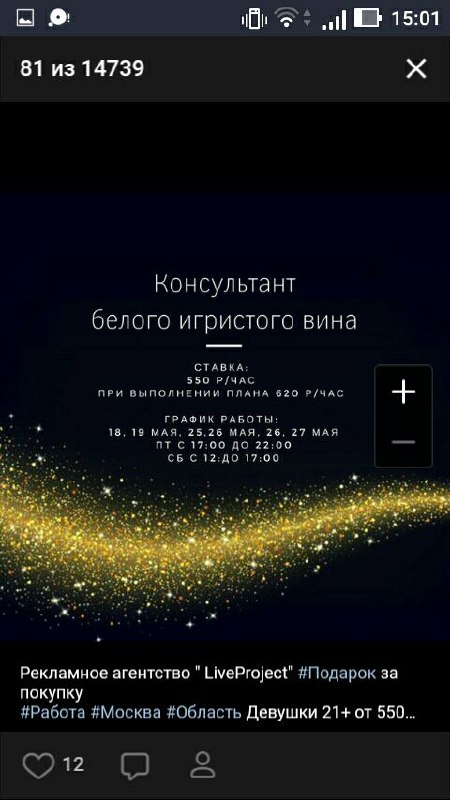 15:01
81 из 14739
Консультант
белого игристого вина
СТАВКА:
550 Р/ЧАС
ПРИ ВЫПОЛНЕНИИ ПЛАНА 620 Р/ЧАС
ГРАФИК РАБОТЫ:
18, 19 МАЯ, 25,26 МАЯ, 26, 27 МАЯ
ПТ С 17:00 ДО 22:00
СБ С 12:ДО 17:00
Рекламное агентство " LiveProject" #Подарок за
покупку
#Работа #Москва #Область Девушки 21+ от 550...
12